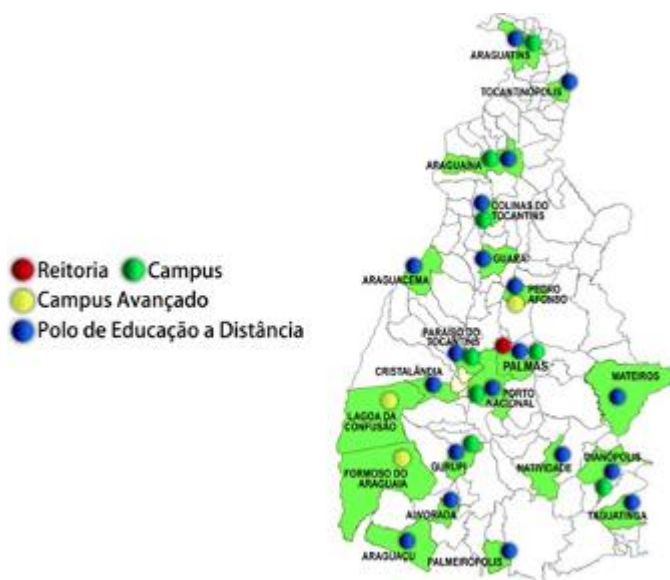 ARAGUATINS
TOCANTINÓPOLIS
ARAGUAÍNA
COLINAS DO
TOCANTINS
Reitoria
Campus
Campus Avançado
Polo de Educação a Distância
GUARAÍ
ARAGUACEMA
PEDRO
AFONSO
PARAÍSO DO
TOCANTINS
PALMAS
MATEIROS
CRISTALÂNDIA
PORTO
NACIONAL
LAGOA DA
CONFUSÃO
GURUPI
NATIVIDADE
DIANÓPOLIS
FORMOSO DO
ARAGUAIA
ALVORADA
TAGUATINGA
ARAGUAÇU
PALMEIRÓPOLIS